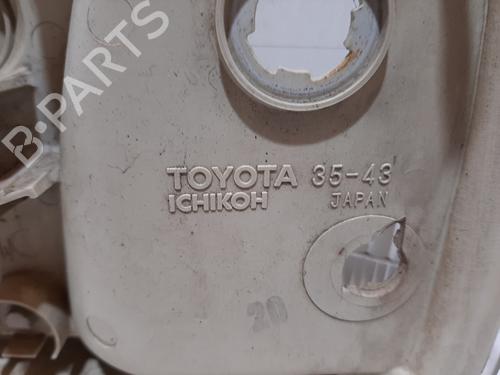 B-PARTS
TOYOTA 35-43
ICHIKOH JAPAN
20